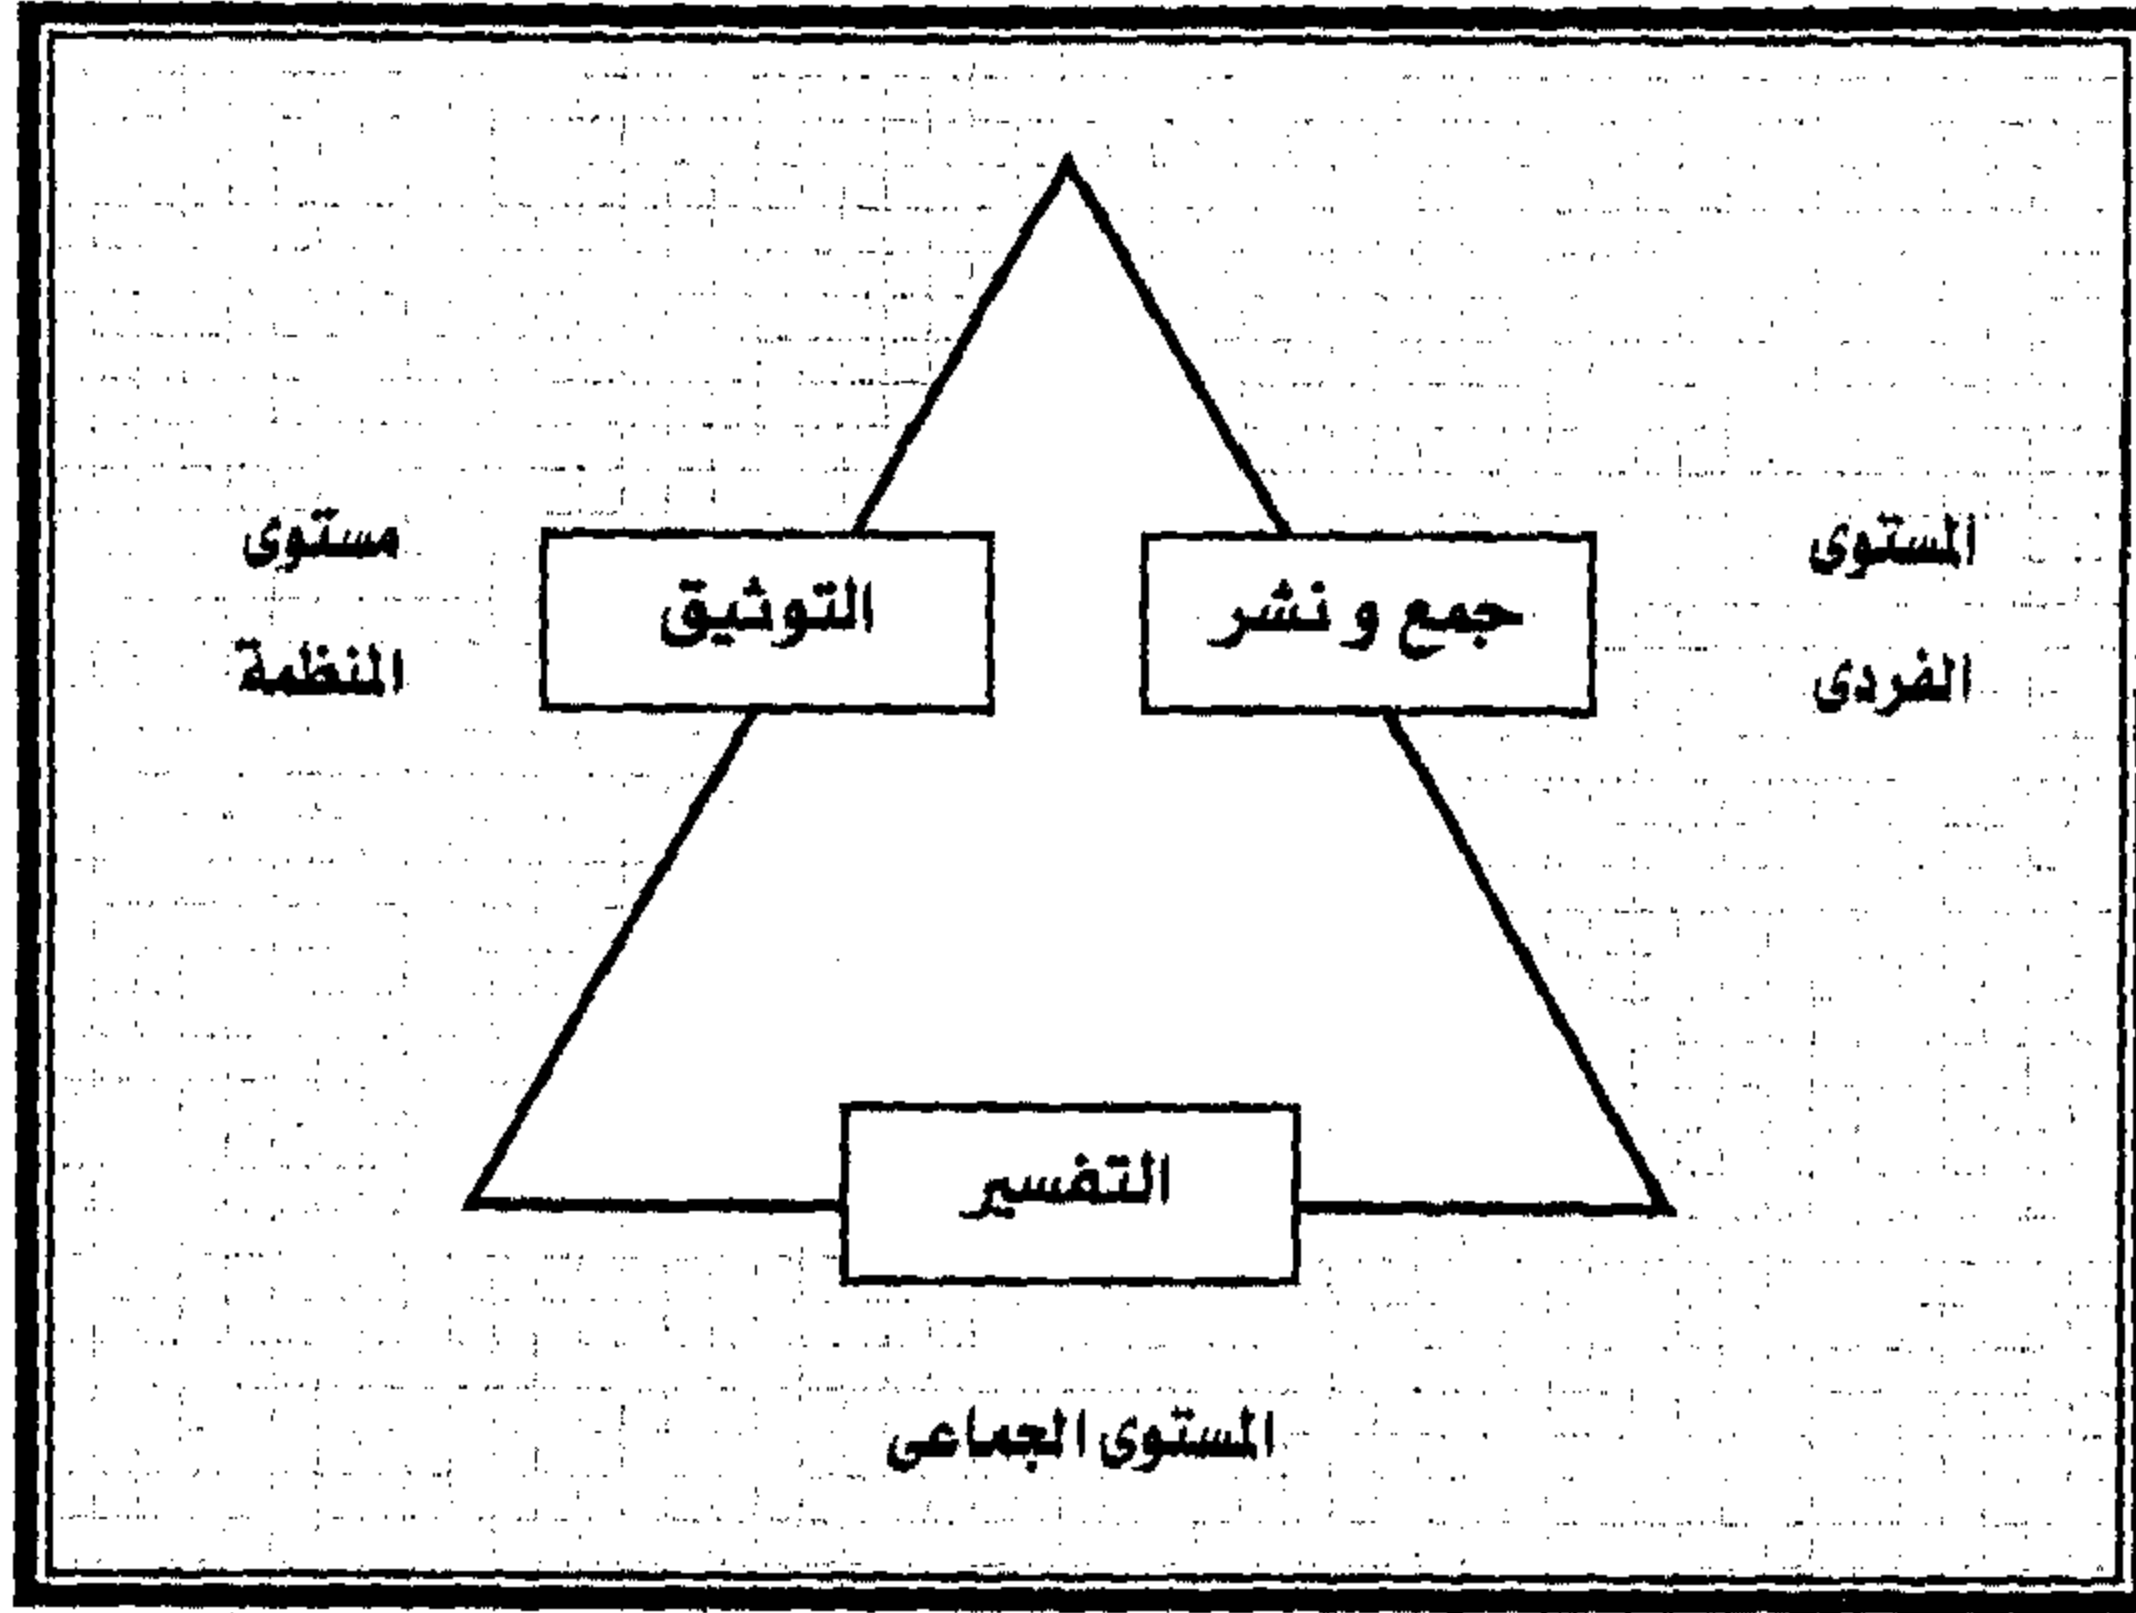 المستوى
الفردى
جمع و نشر
التوثيق
مستوى
المنظمة
التفسير
المستوى الجماعى